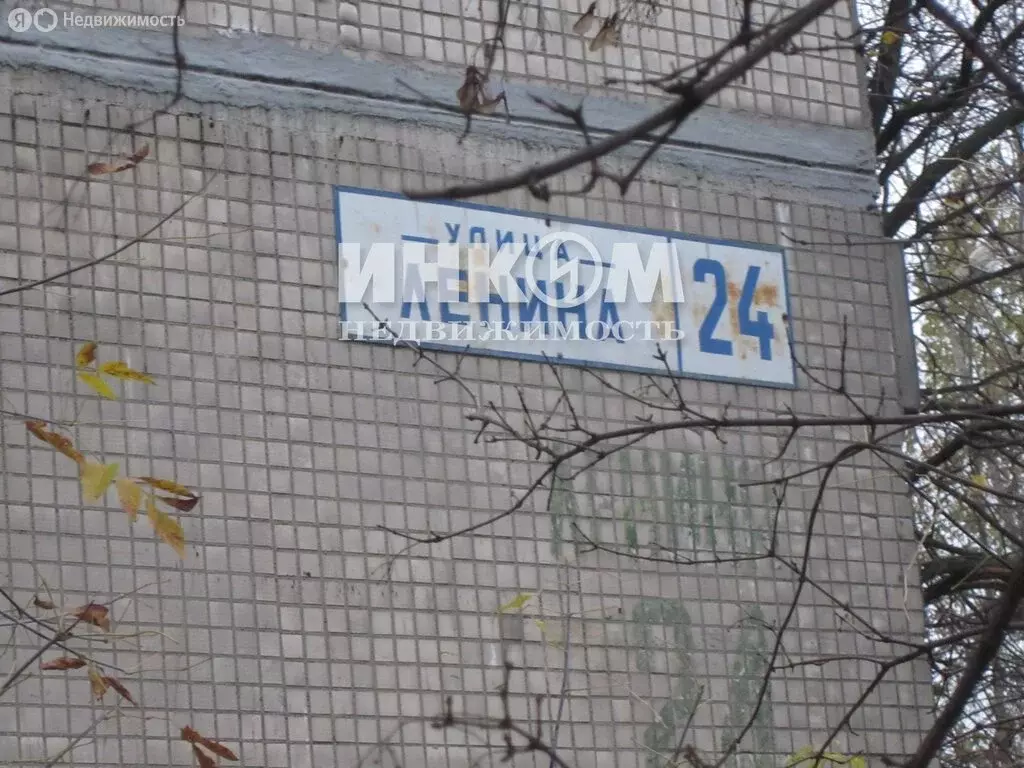 Я Недвижимость
УЛИЦА
ЛЕНИНА 24
ИНКОМ
НЕДВИЖИМОСТЬ